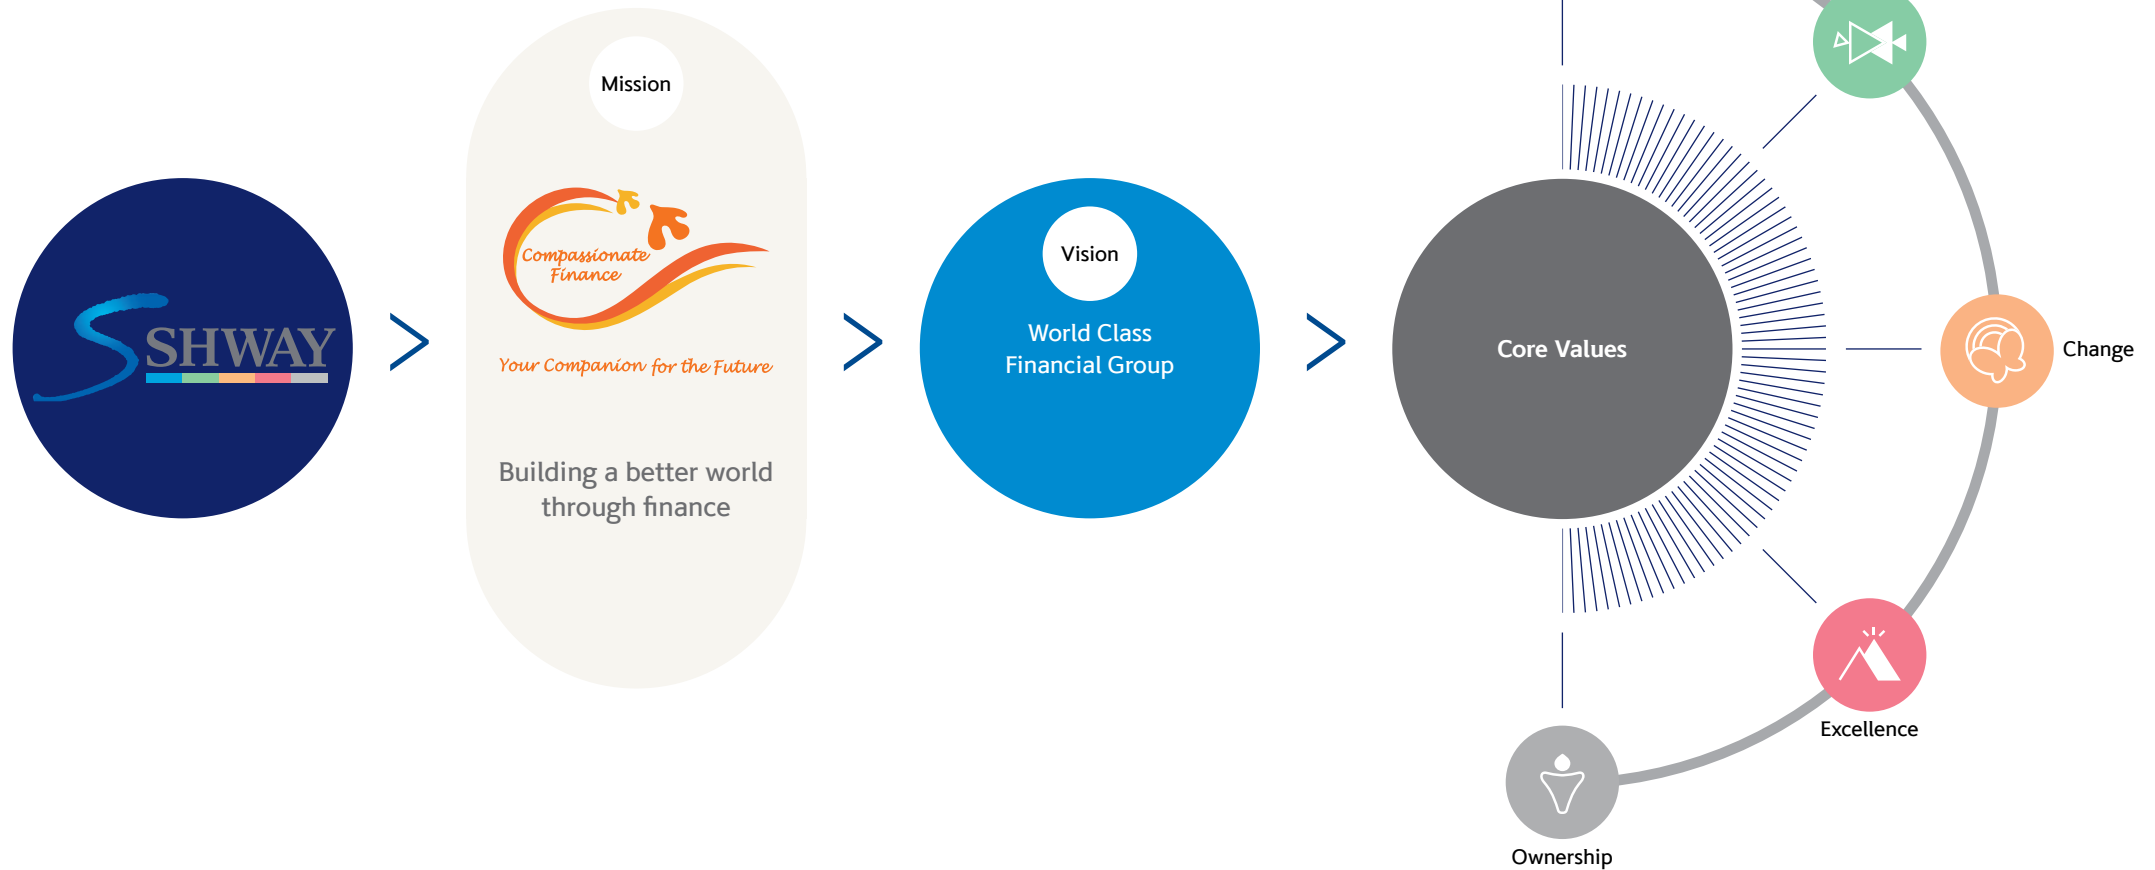 SHWAY
Mission
Compassionate
Finance
Your Companion for the Future
Building a better world
through finance
Vision
World Class
Financial Group
Core Values
Change
Excellence
Ownership